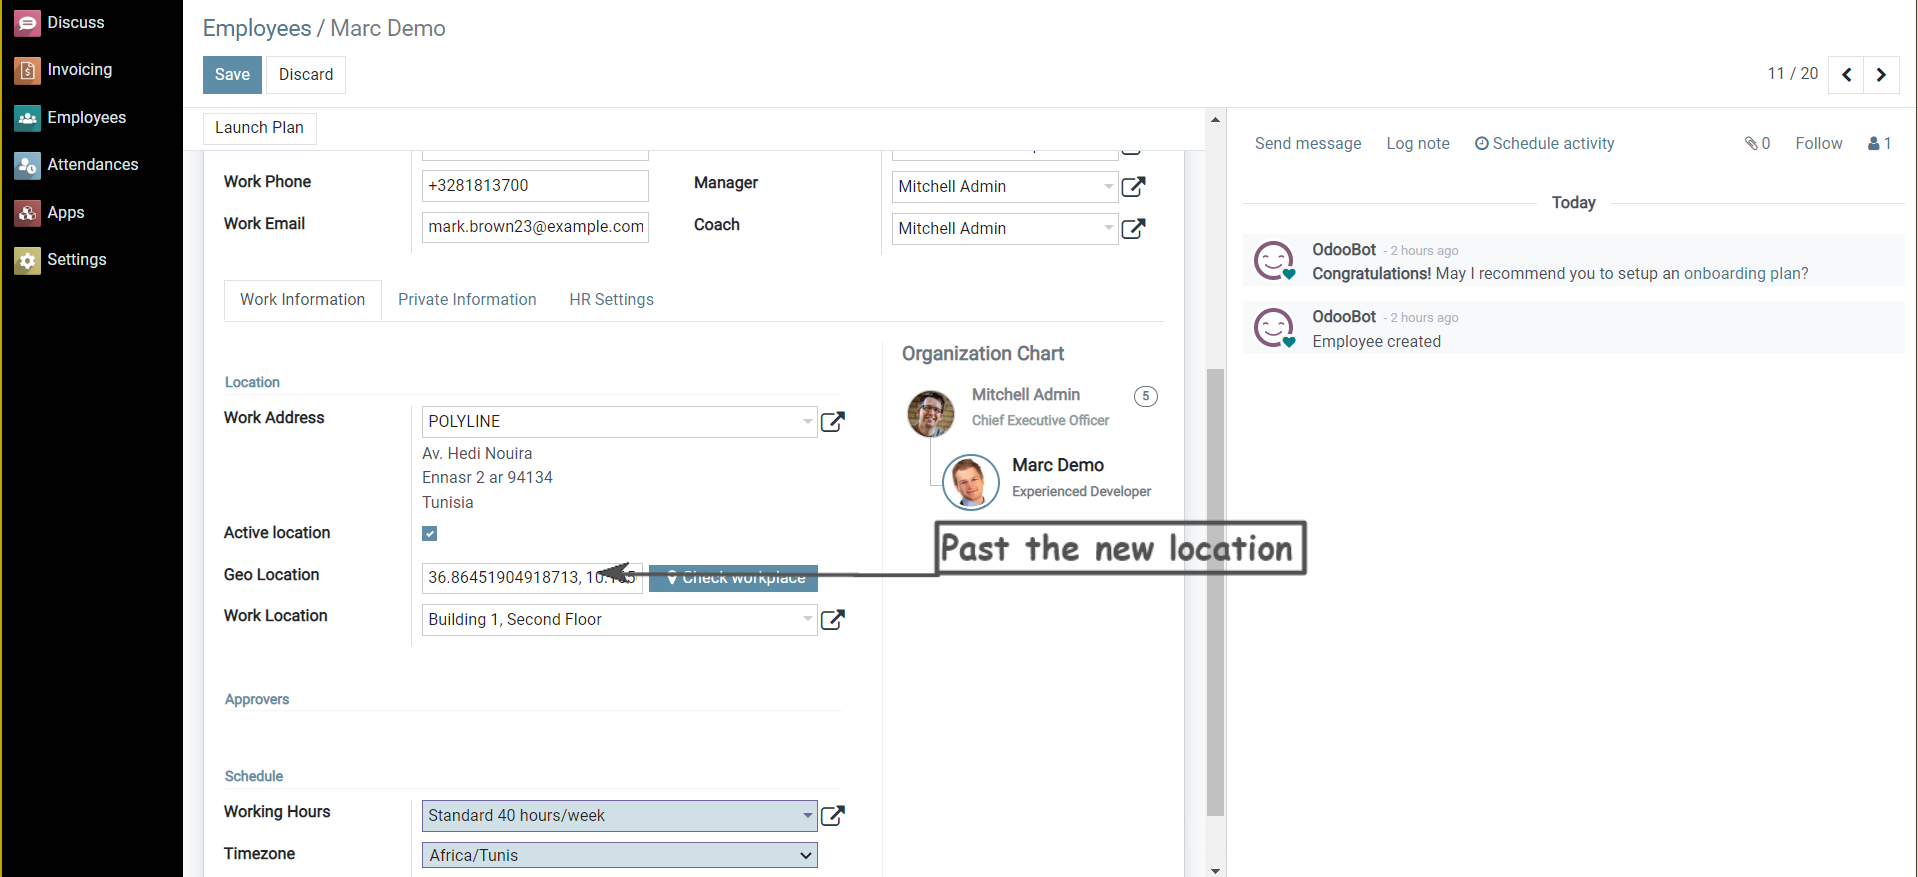 Discuss
Invoicing
Employees
Attendances
Apps
Settings
Employees / Marc Demo
Save Discard
11 / 20
Launch Plan
Work Phone +3281813700
Manager Mitchell Admin
Work Email mark.brown23@example.com
Coach Mitchell Admin
Work Information Private Information HR Settings
Location
Work Address POLYLINE
Av. Hedi Nouira
Ennasr 2 ar 94134
Tunisia
Active location
Geo Location 36.86451904918713, Check workplace
Work Location Building 1, Second Floor
Approvers
Schedule
Working Hours Standard 40 hours/week
Timezone Africa/Tunis
Organization Chart
Mitchell Admin 5
Chief Executive Officer
Marc Demo
Experienced Developer
Past the new location
Send message Log note Schedule activity 0 Follow 1
Today
OdooBot - 2 hours ago
Congratulations! May I recommend you to setup an onboarding plan?
OdooBot - 2 hours ago
Employee created